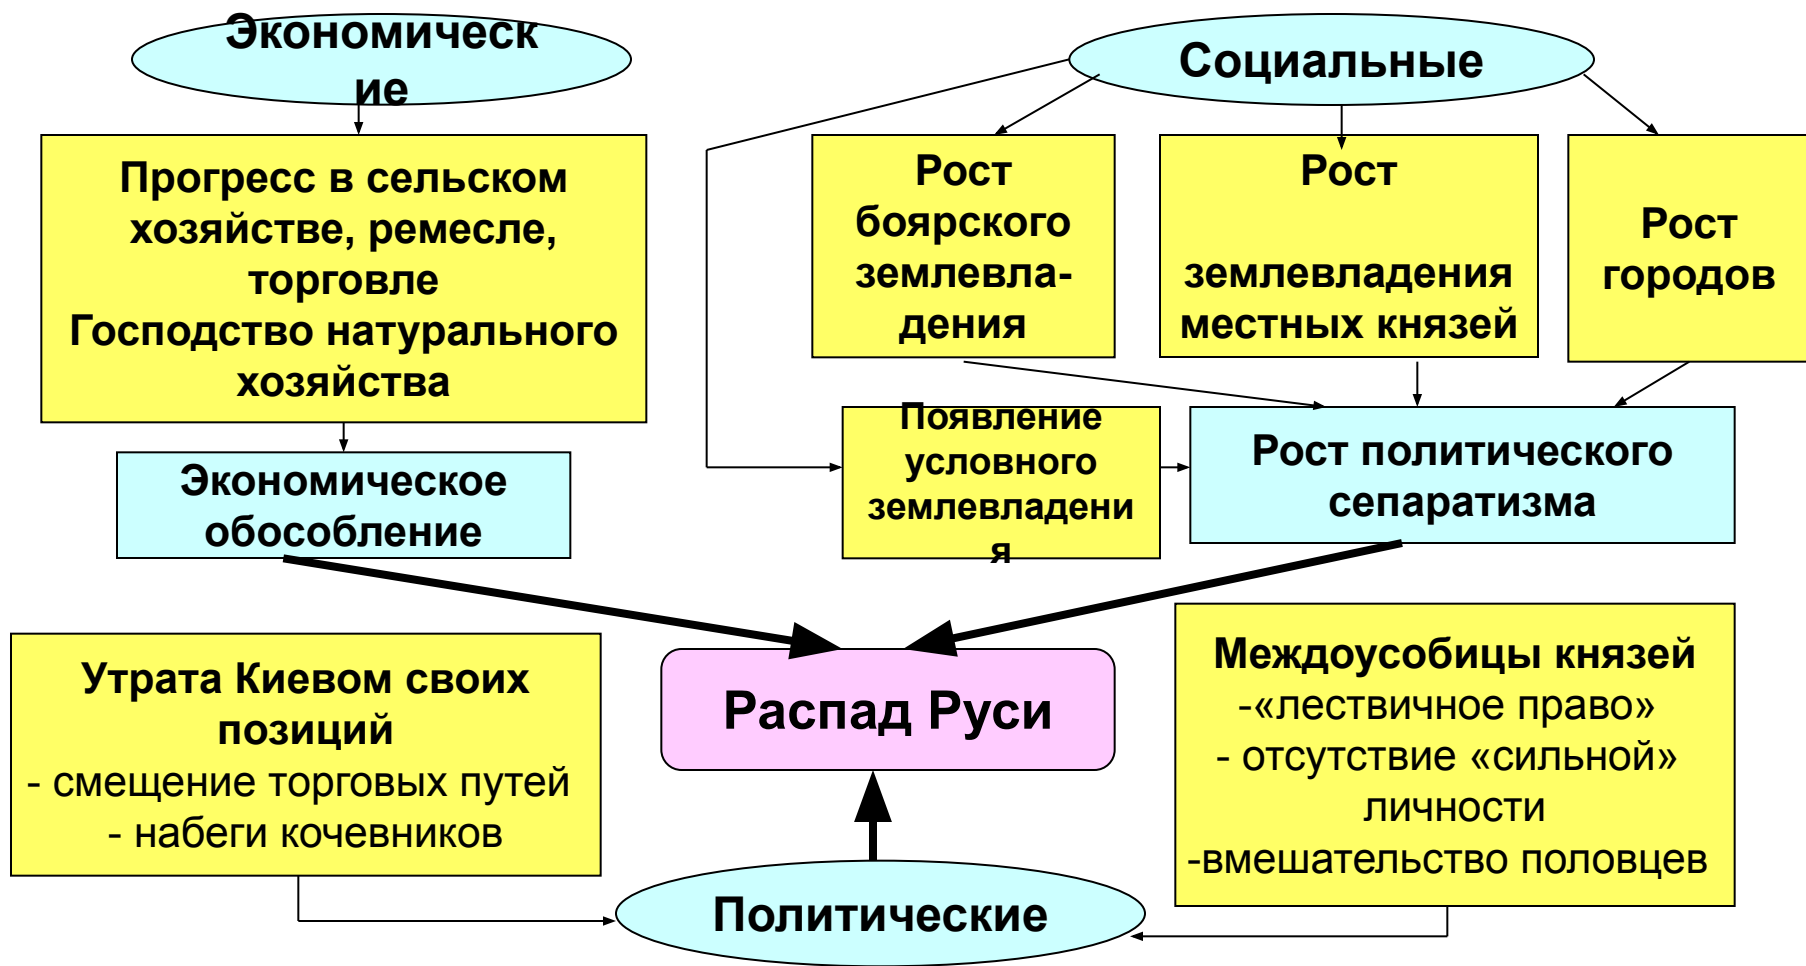 Экономическ
ие
Социальные
Прогресс в сельском
хозяйстве, ремесле,
торговле
Господство натурального
хозяйства
Рост
боярского
землевла-
дения
Рост
землевладения
местных князей
Рост
городов
Экономическое
обособление
Появление
условного
землевладени
я
Рост политического
сепаратизма
Утрата Киевом своих
позиций
- смещение торговых путей
- набеги кочевников
Распад Руси
Междоусобицы князей
-«лествичное право»
- отсутствие «сильной»
личности
-вмешательство половцев
Политические